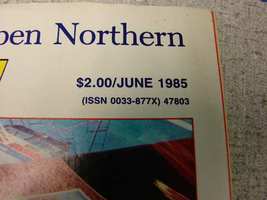 pen Northern
$2.00/JUNE 1985
(ISSN 0033-877X) 47803